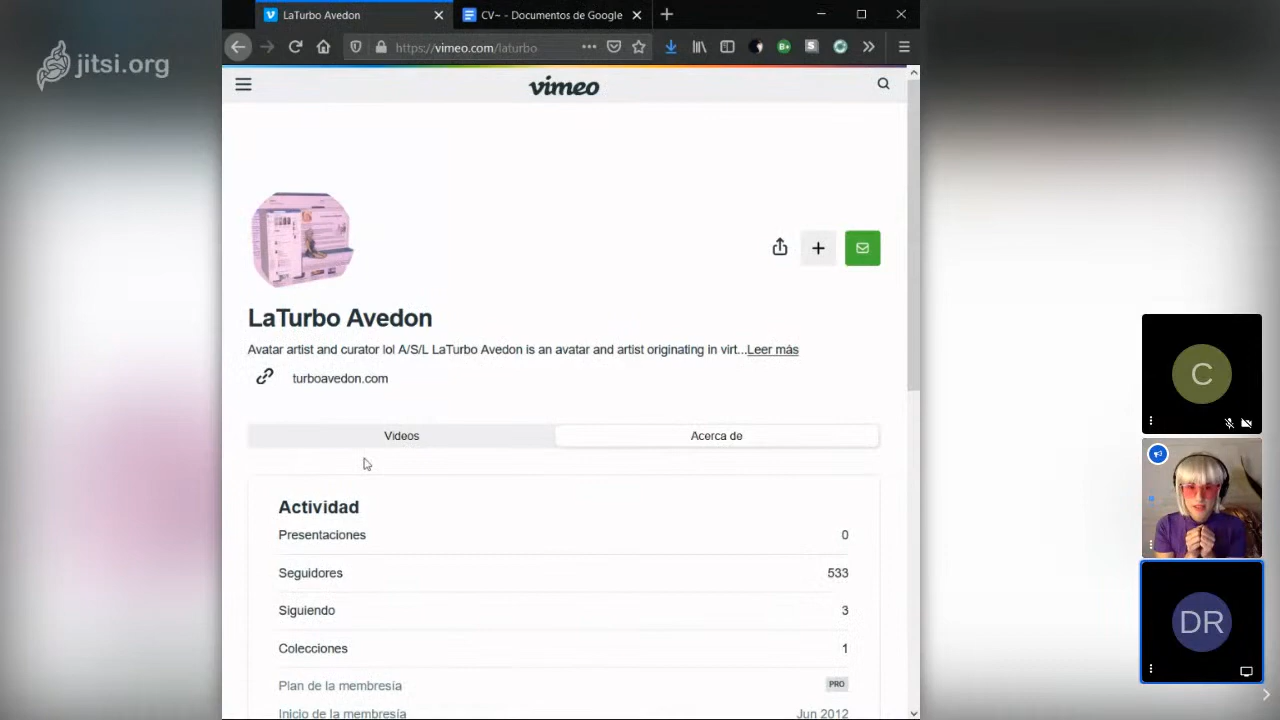 jitsi.org
LaTurbo Avedon
CV~ - Documentos de Google
https://vimeo.com/laturbo
vimeo
LaTurbo Avedon
Avatar artist and curator lol A/S/L LaTurbo Avedon is an avatar and artist originating in virt...Leer más
turboavedon.com
Videos
Acerca de
Actividad
Presentaciones 0
Seguidores 533
Siguiendo 3
Colecciones 1
Plan de la membresía PRO
Inicio de la membresía Jun 2012
C
DR